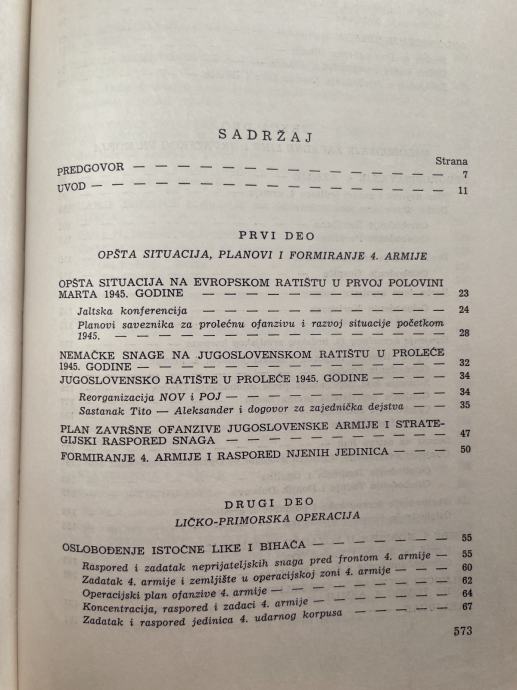 SADRŽAJ
Strana
PREDGOVOR — — — — — — — — — — — — — — — 7
UVOD — — — — — — — — — — — — — — — — — 11
PRVI DEO
OPŠTA SITUACIJA, PLANOVI I FORMIRANJE 4. ARMIJE
OPŠTA SITUACIJA NA EVROPSKOM RATIŠTU U PRVOJ POLOVINI
MARTA 1945. GODINE — — — — — — — — — — — 23
Jaltska konferencija — — — — — — — — — — — 24
Planovi saveznika za prolećnu ofanzivu i razvoj situacije početkom
1945. — — — — — — — — — — — — — — — 28
NEMAČKE SNAGE NA JUGOSLOVENSKOM RATIŠTU U PROLEĆE
1945. GODINE — — — — — — — — — — — — — — 32
JUGOSLOVENSKO RATIŠTE U PROLEĆE 1945. GODINE — — — — 34
Reorganizacija NOV i POJ — — — — — — — — — — 34
Sastanak Tito — Aleksander i dogovor za zajednička dejstva — — 35
PLAN ZAVRŠNE OFANZIVE JUGOSLOVENSKE ARMIJE I STRATE-
GIJSKI RASPORED SNAGA — — — — — — — — — — 47
FORMIRANJE 4. ARMIJE I RASPORED NJENIH JEDINICA — — — 50
DRUGI DEO
LIČKO-PRIMORSKA OPERACIJA
OSLOBOĐENJE ISTOČNE LIKE I BIHAĆA — — — — — — — 55
Raspored i zadatak neprijateljskih snaga pred frontom 4. armije — 55
Zadatak 4. armije i zemljište u operacijskoj zoni 4. armije — — — 60
Operacijski plan ofanzive 4. armije — — — — — — — — 62
Koncentracija, raspored i zadaci 4. armije — — — — — — 64
Zadatak i raspored jedinica 4. udarnog korpusa — — — — — 67
573